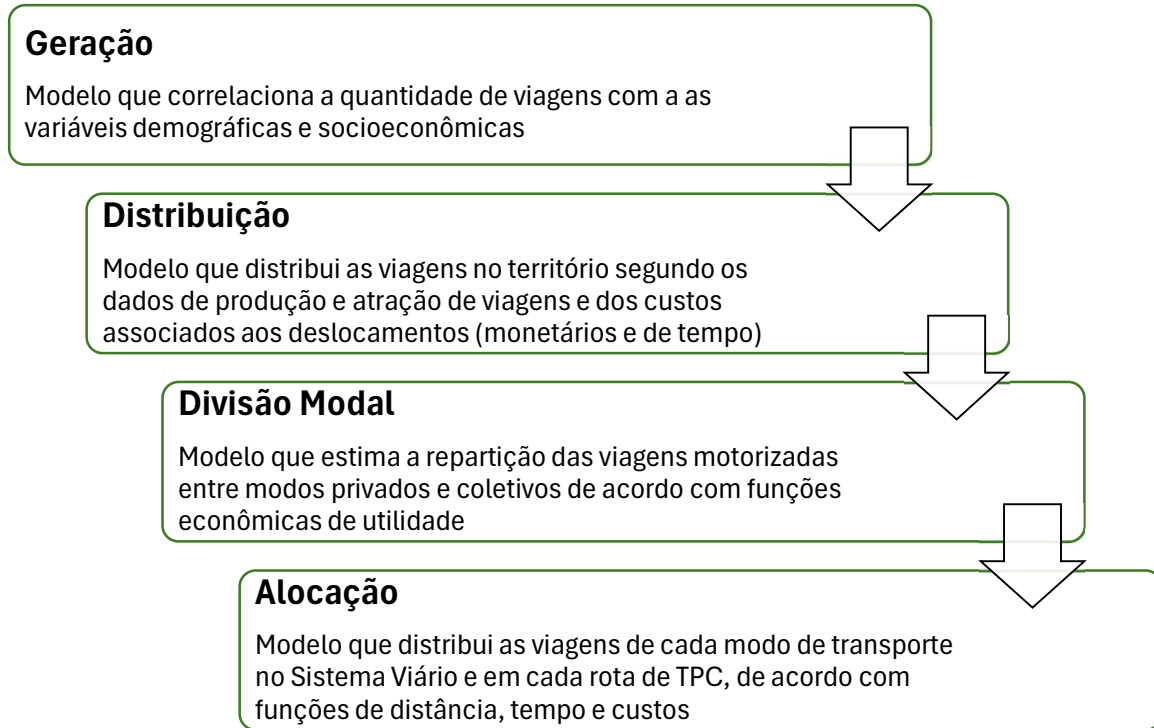 Geração
Modelo que correlaciona a quantidade de viagens com a as
variáveis demográficas e socioeconômicas
Distribuição
Modelo que distribui as viagens no território segundo os
dados de produção e atração de viagens e dos custos
associados aos deslocamentos (monetários e de tempo)
Divisão Modal
Modelo que estima a repartição das viagens motorizadas
entre modos privados e coletivos de acordo com funções
econômicas de utilidade
Alocação
Modelo que distribui as viagens de cada modo de transporte
no Sistema Viário e em cada rota de TPC, de acordo com
funções de distância, tempo e custos